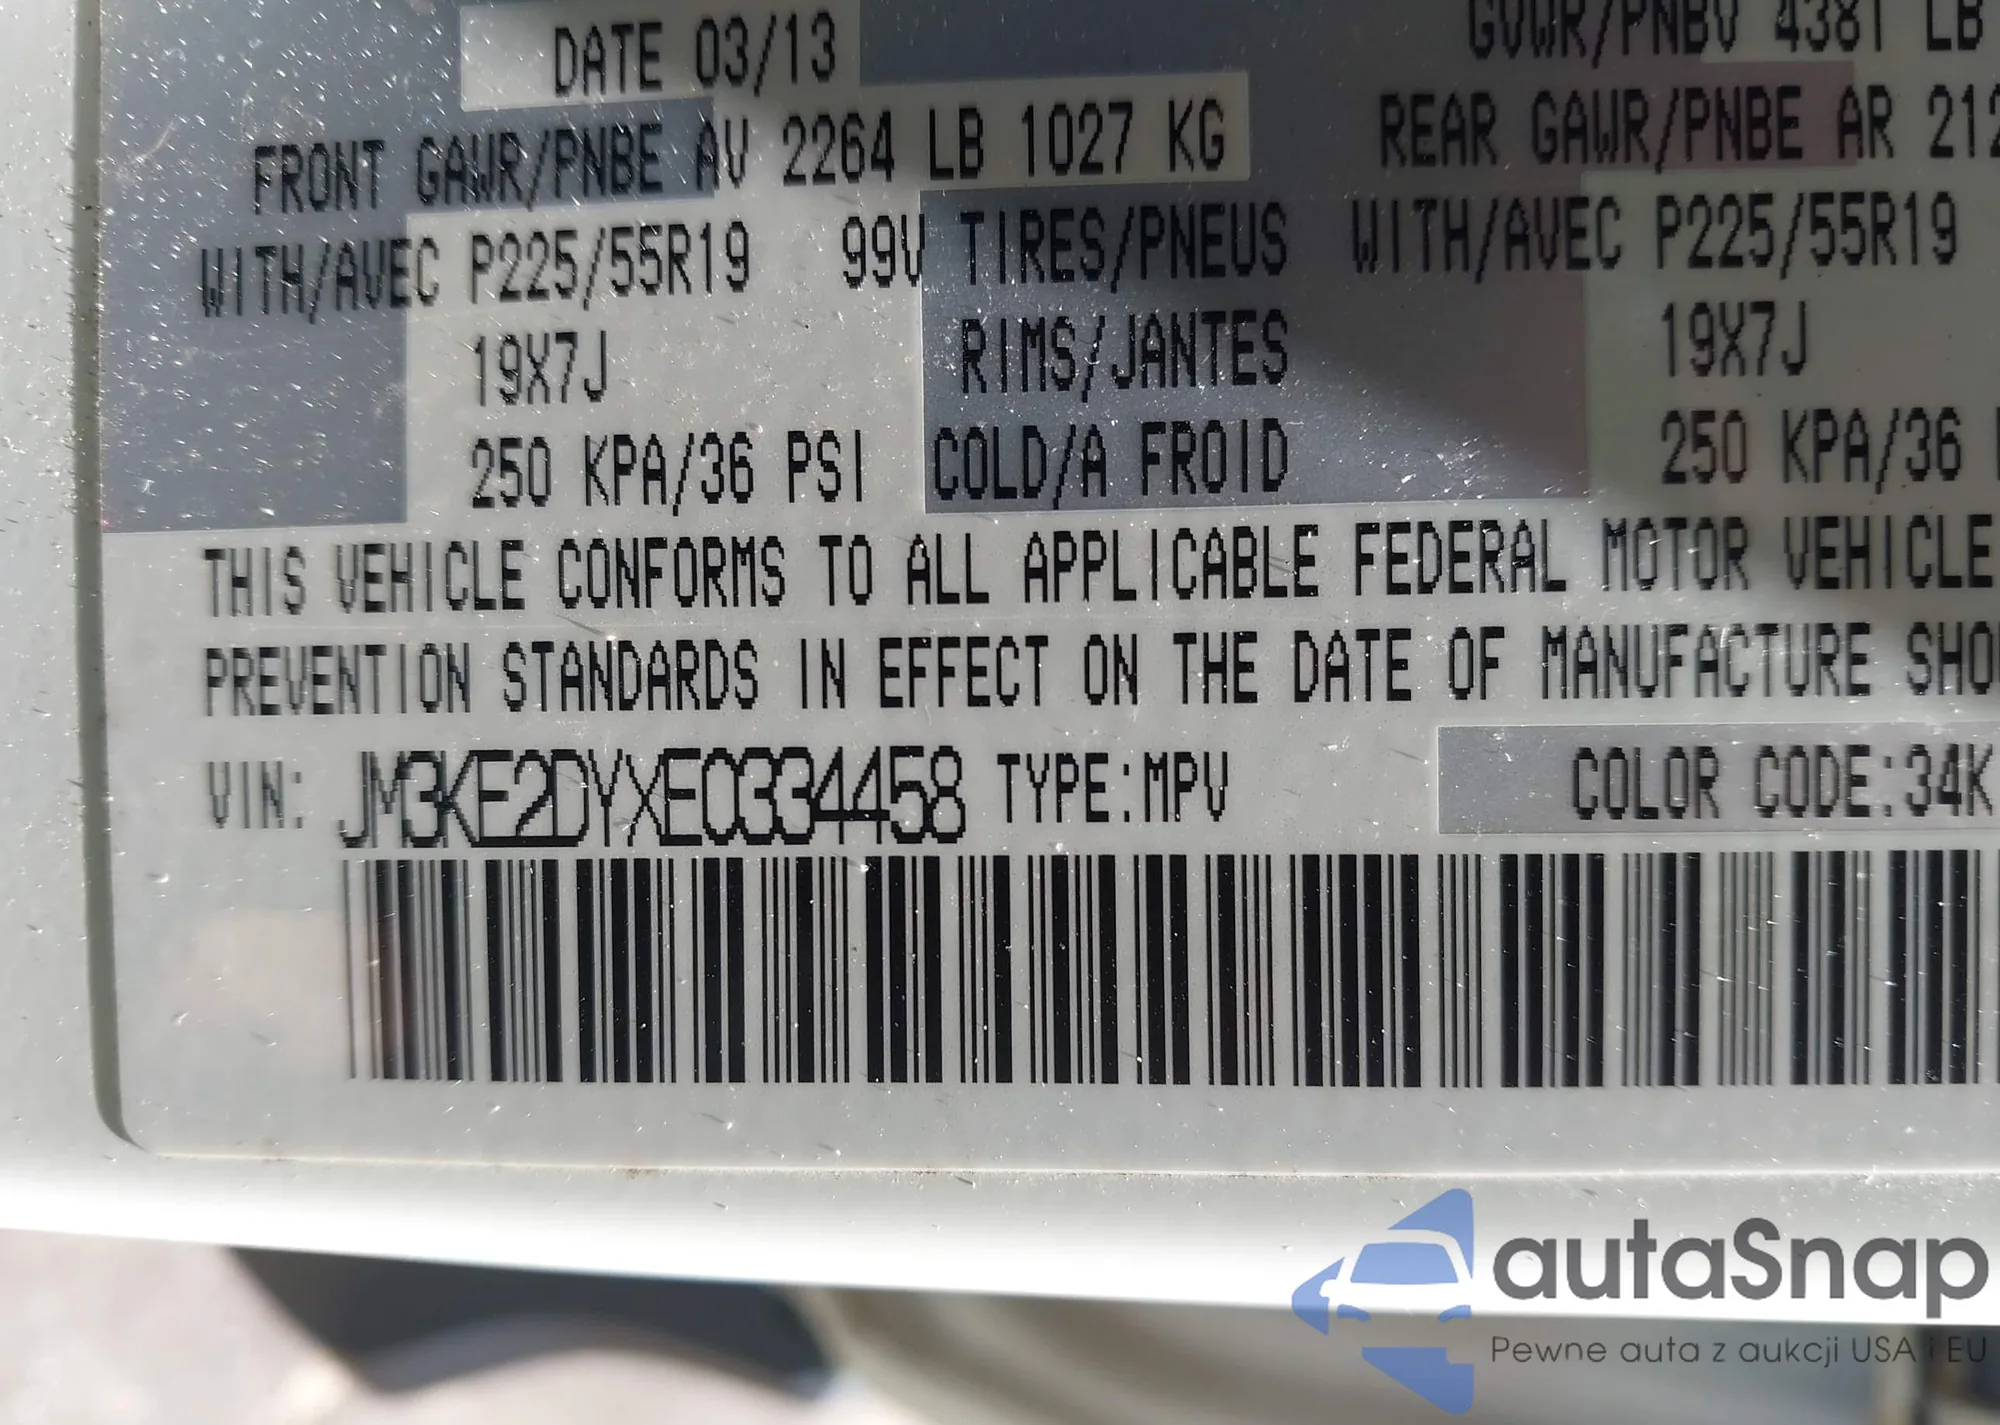 DATE 03/13 GVWR/PNBV 4381 LB
FRONT GAWR/PNBE AV 2264 LB 1027 KG REAR GAWR/PNBE AR 212
WITH/AVEC P225/55R19 99V TIRES/PNEUS WITH/AVEC P225/55R19
19X7J RIMS/JANTES 19X7J
250 KPA/36 PSI COLD/A FROID 250 KPA/36
THIS VEHICLE CONFORMS TO ALL APPLICABLE FEDERAL MOTOR VEHICLE
PREVENTION STANDARDS IN EFFECT ON THE DATE OF MANUFACTURE SHO
VIN: JM3KE2DYXE0334458 TYPE:MPV COLOR CODE:34K
autaSnap
Pewne auta z aukcji USA i EU